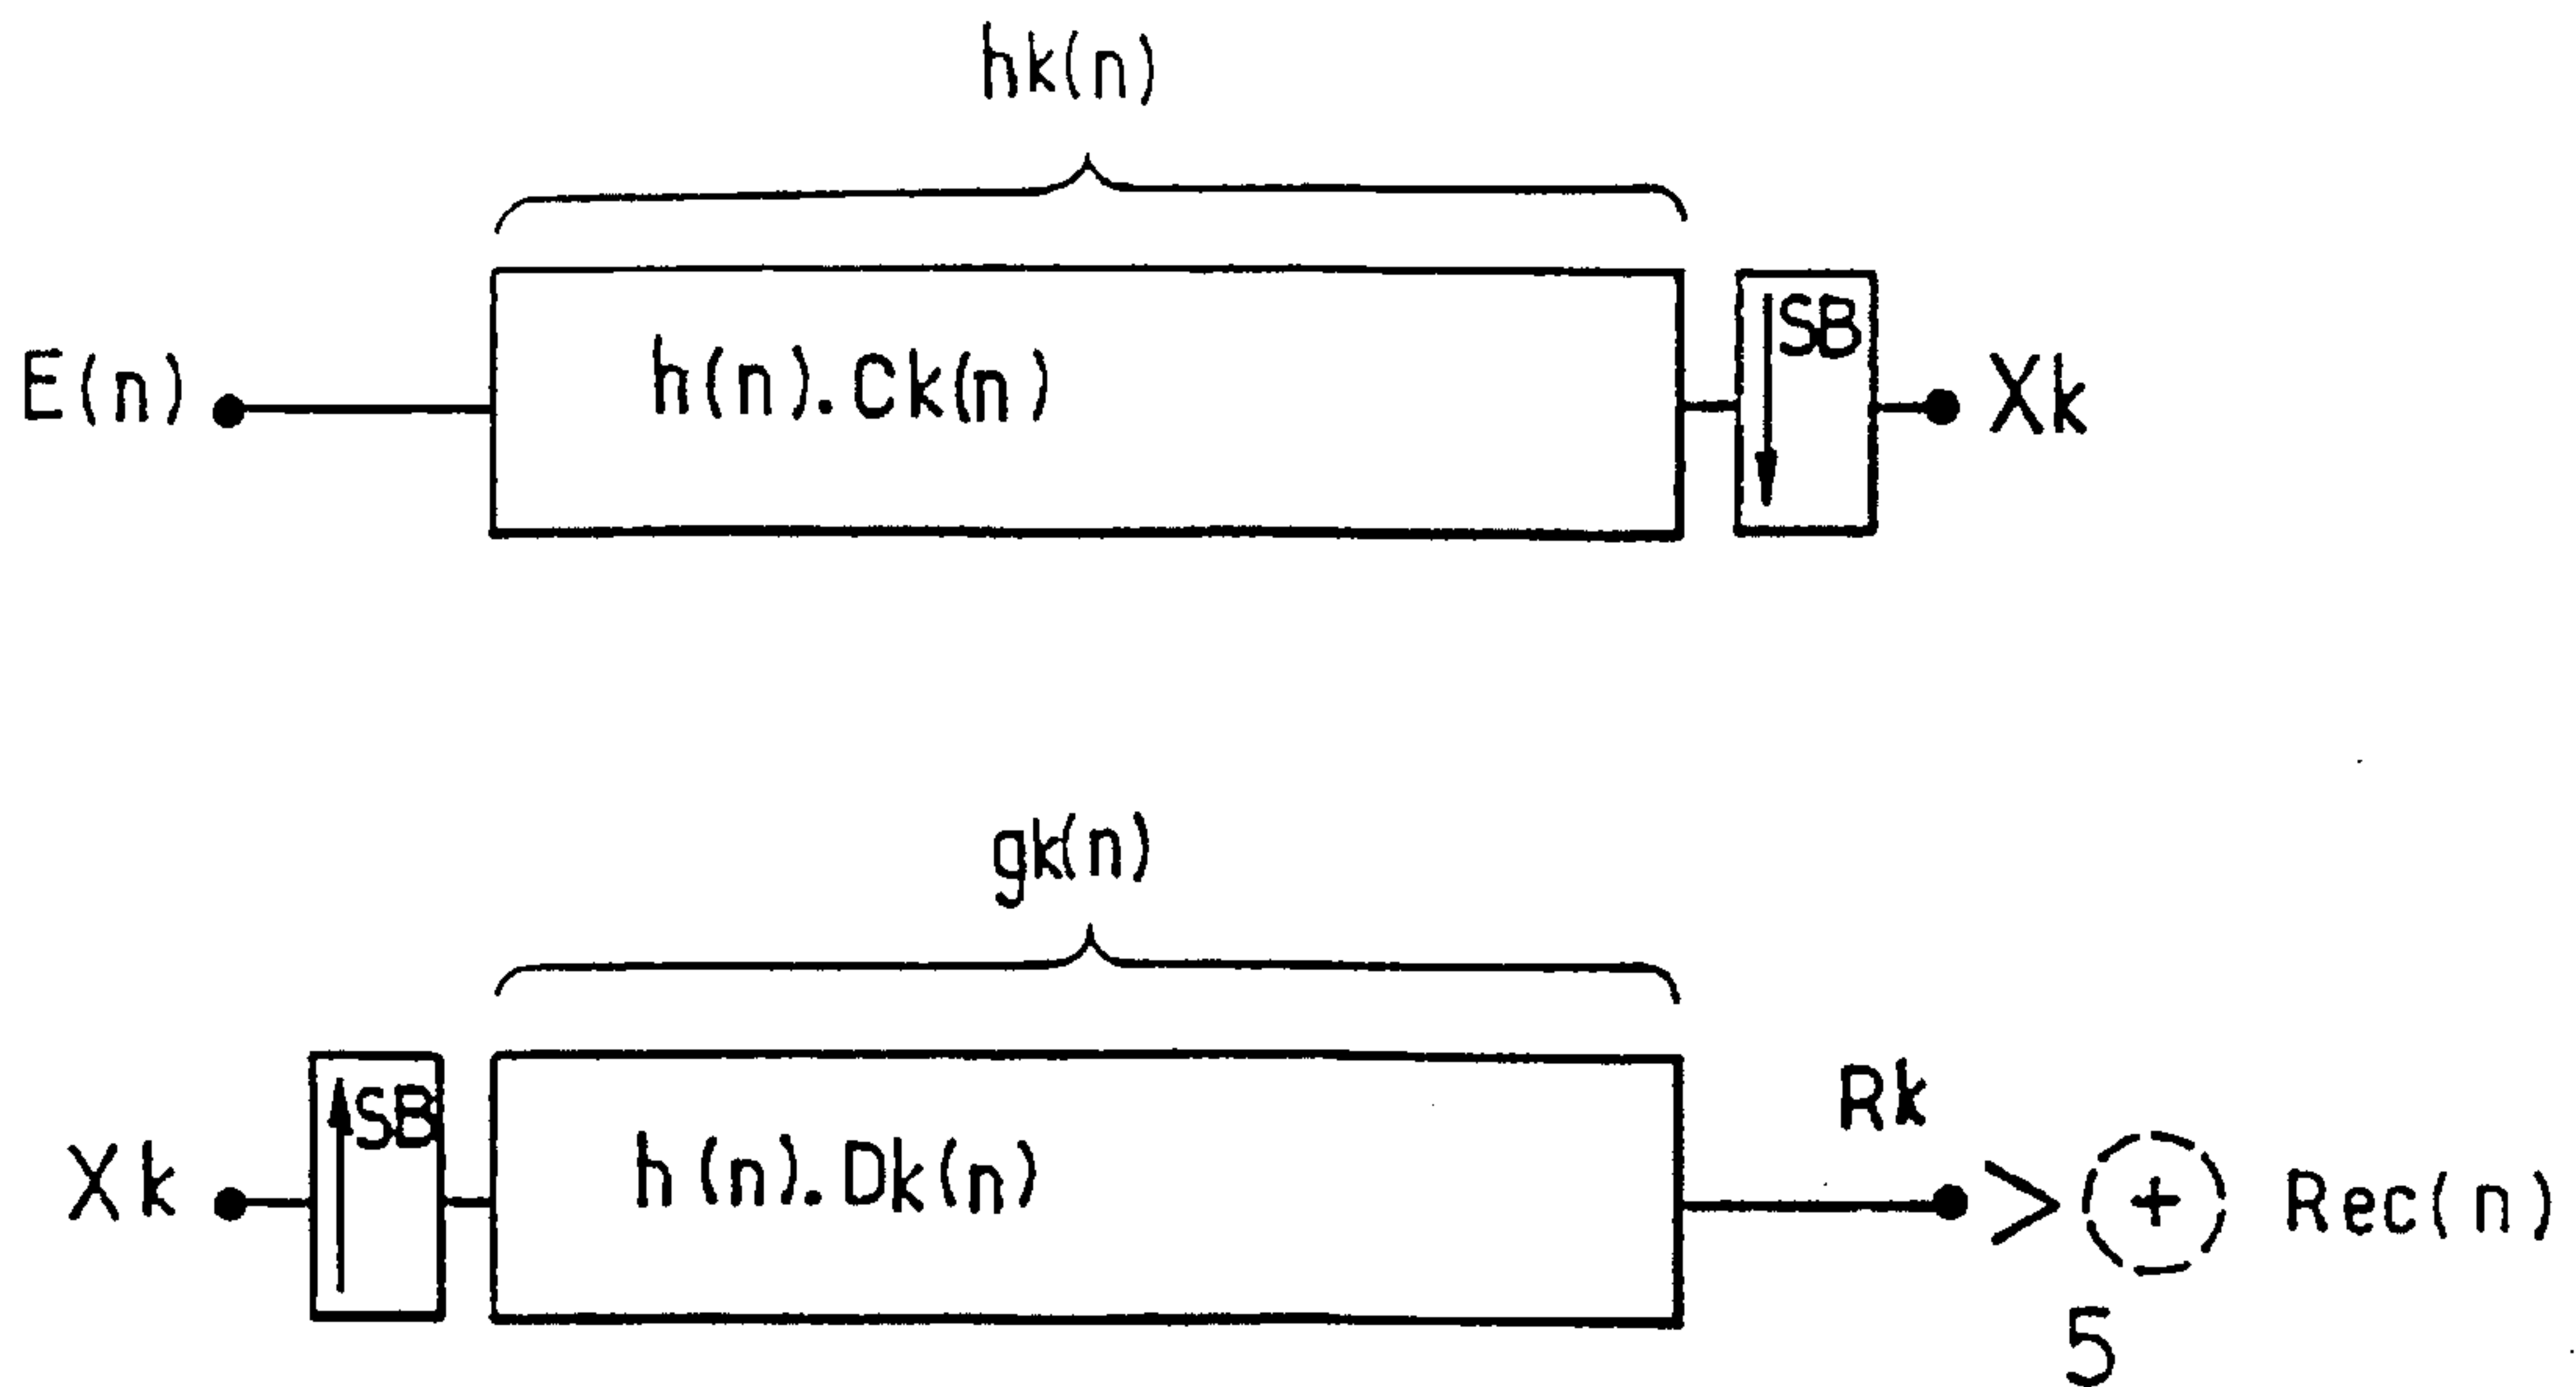 hk(n)
E(n)
h(n).Ck(n)
SB
Xk
gk(n)
Xk
SB
h(n).Dk(n)
Rk
+
Rec(n)
5